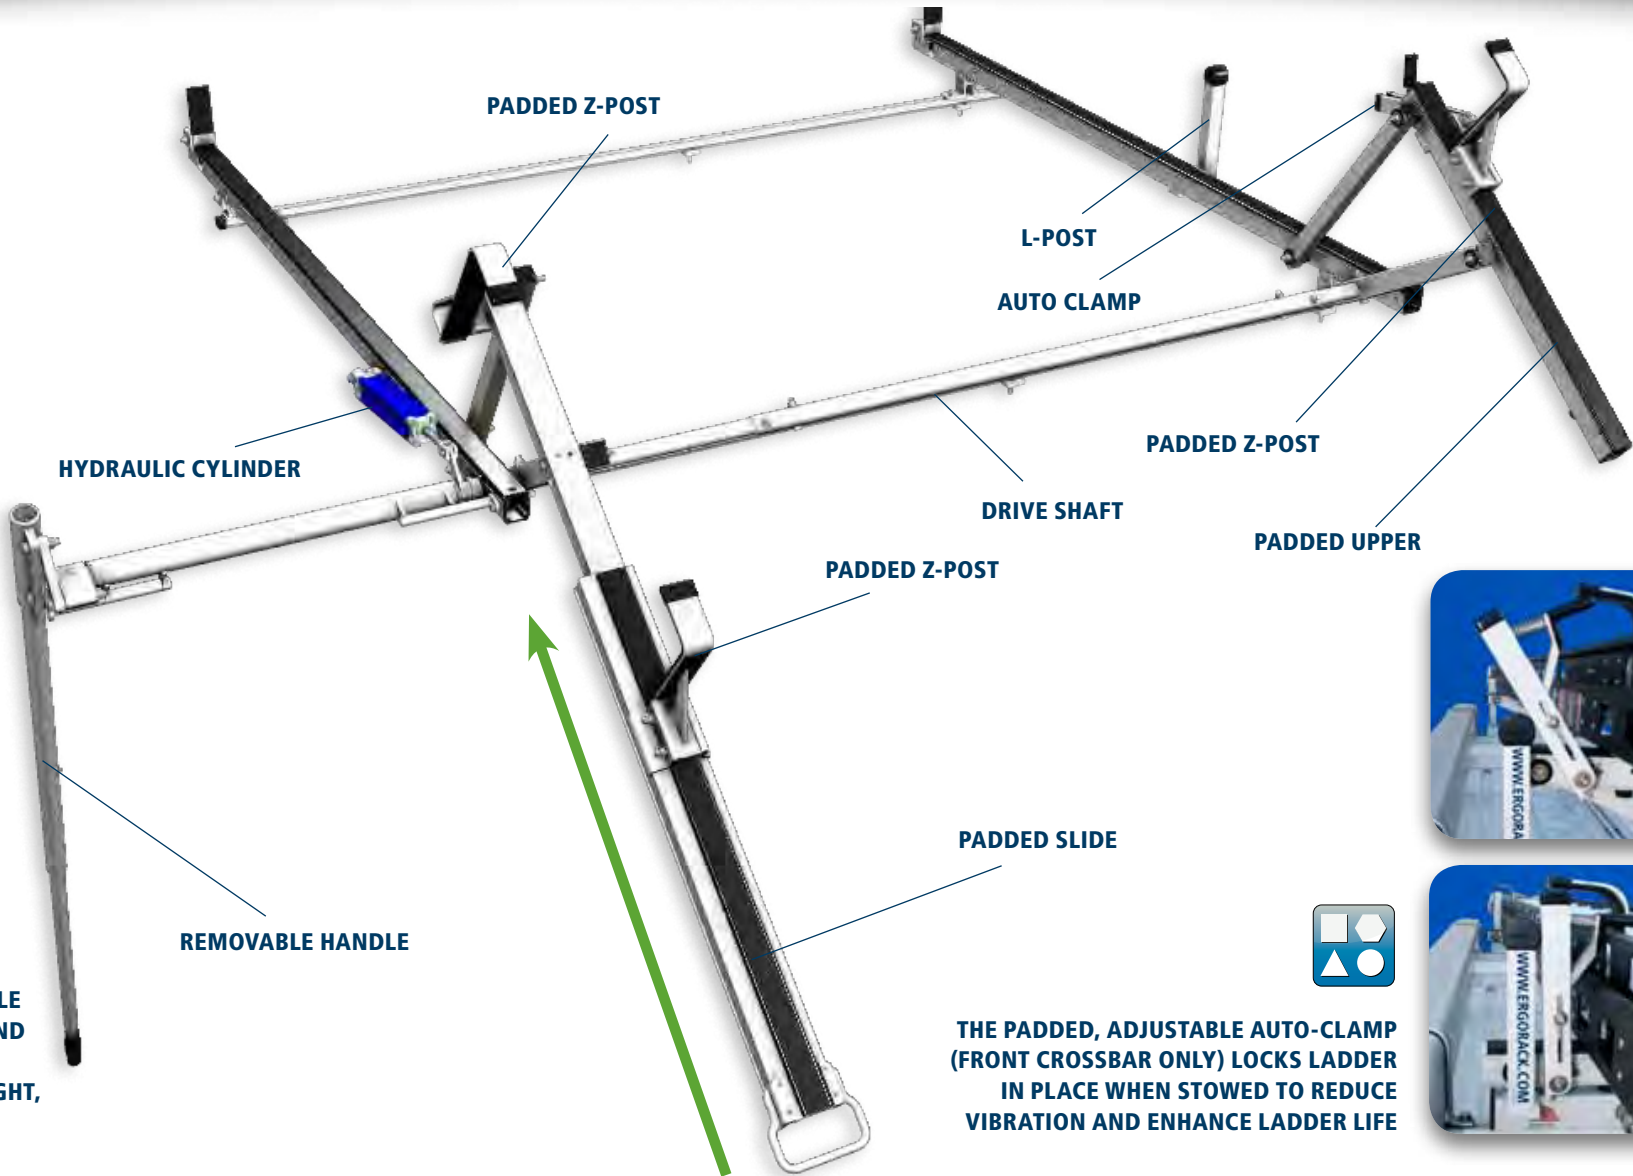 PADDED Z-POST
L-POST
AUTO CLAMP
HYDRAULIC CYLINDER
PADDED Z-POST
DRIVE SHAFT
PADDED UPPER
PADDED Z-POST
PADDED SLIDE
REMOVABLE HANDLE
LE
ND
GHT,
THE PADDED, ADJUSTABLE AUTO-CLAMP
(FRONT CROSSBAR ONLY) LOCKS LADDER
IN PLACE WHEN STOWED TO REDUCE
VIBRATION AND ENHANCE LADDER LIFE
WWW.ERGORA
WWW.ERGORACK.COM